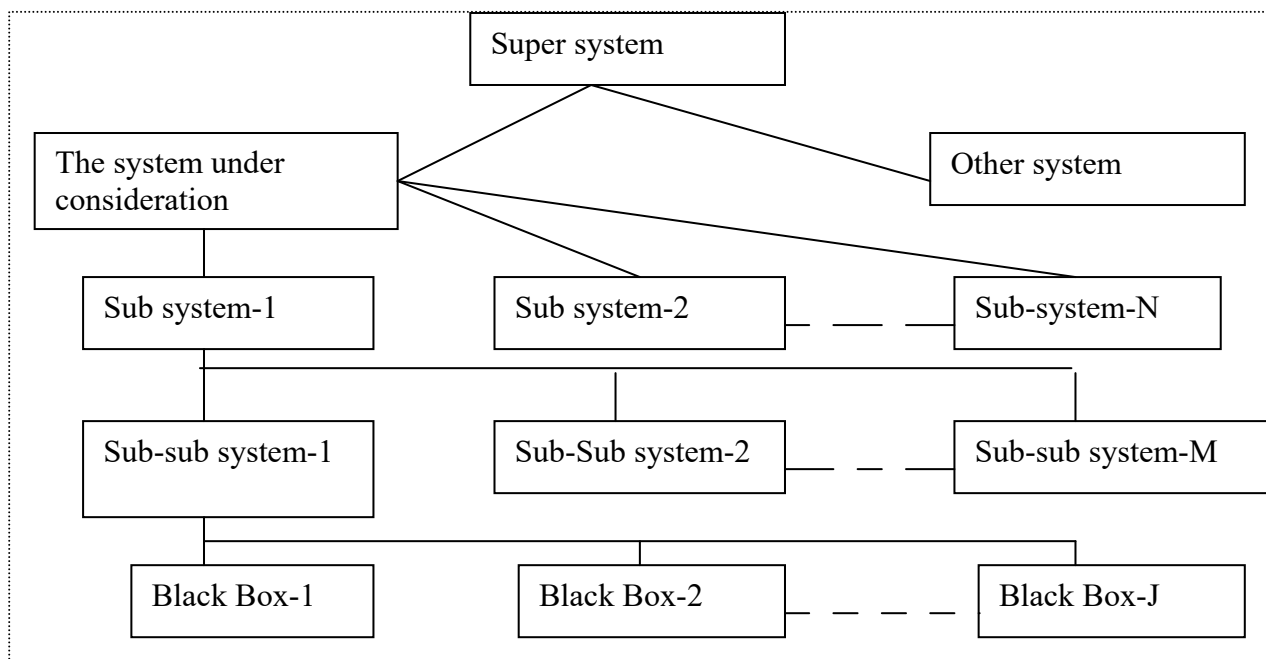 Super system
The system under
consideration
Other system
Sub system-1
Sub system-2
Sub-system-N
Sub-sub system-1
Sub-Sub system-2
Sub-sub system-M
Black Box-1
Black Box-2
Black Box-J